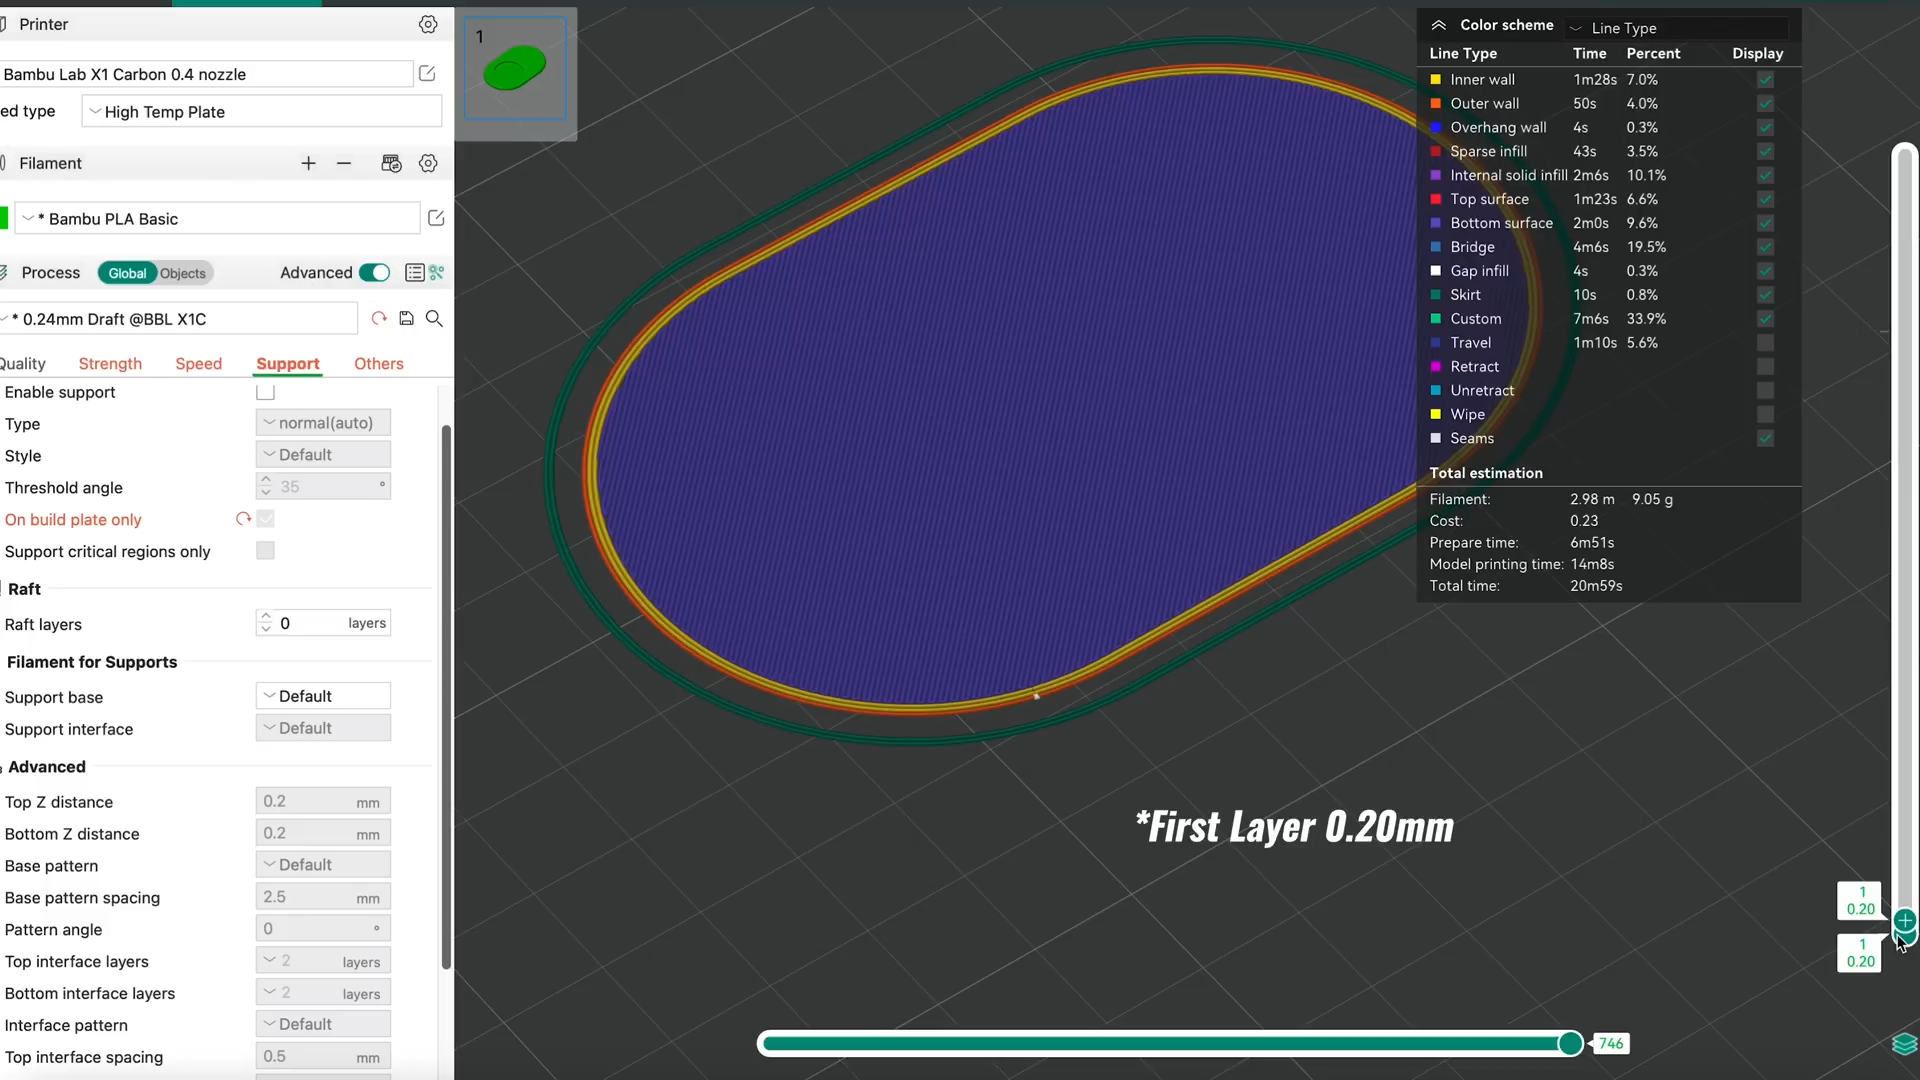 Printer
Bambu Lab X1 Carbon 0.4 nozzle
ed type
High Temp Plate
Filament
* Bambu PLA Basic
Process
Global
Objects
Advanced
* 0.24mm Draft @BBL X1C
Quality
Strength
Speed
Support
Others
Enable support
Type
normal(auto)
Style
Default
Threshold angle
35
°
On build plate only
Support critical regions only
Raft
Raft layers
0
layers
Filament for Supports
Support base
Default
Support interface
Default
Advanced
Top Z distance
0.2
mm
Bottom Z distance
0.2
mm
Base pattern
Default
Base pattern spacing
2.5
mm
Pattern angle
0
°
Top interface layers
2
layers
Bottom interface layers
2
layers
Interface pattern
Default
Top interface spacing
0.5
mm
1
Color scheme
Line Type
Line Type Time Percent Display
Inner wall 1m28s 7.0%
Outer wall 50s 4.0%
Overhang wall 4s 0.3%
Sparse infill 43s 3.5%
Internal solid infill 2m6s 10.1%
Top surface 1m23s 6.6%
Bottom surface 2m0s 9.6%
Bridge 4m6s 19.5%
Gap infill 4s 0.3%
Skirt 10s 0.8%
Custom 7m6s 33.9%
Travel 1m10s 5.6%
Retract
Unretract
Wipe
Seams
Total estimation
Filament: 2.98 m 9.05 g
Cost: 0.23
Prepare time: 6m51s
Model printing time: 14m8s
Total time: 20m59s
*First Layer 0.20mm
1
0.20
1
0.20
746